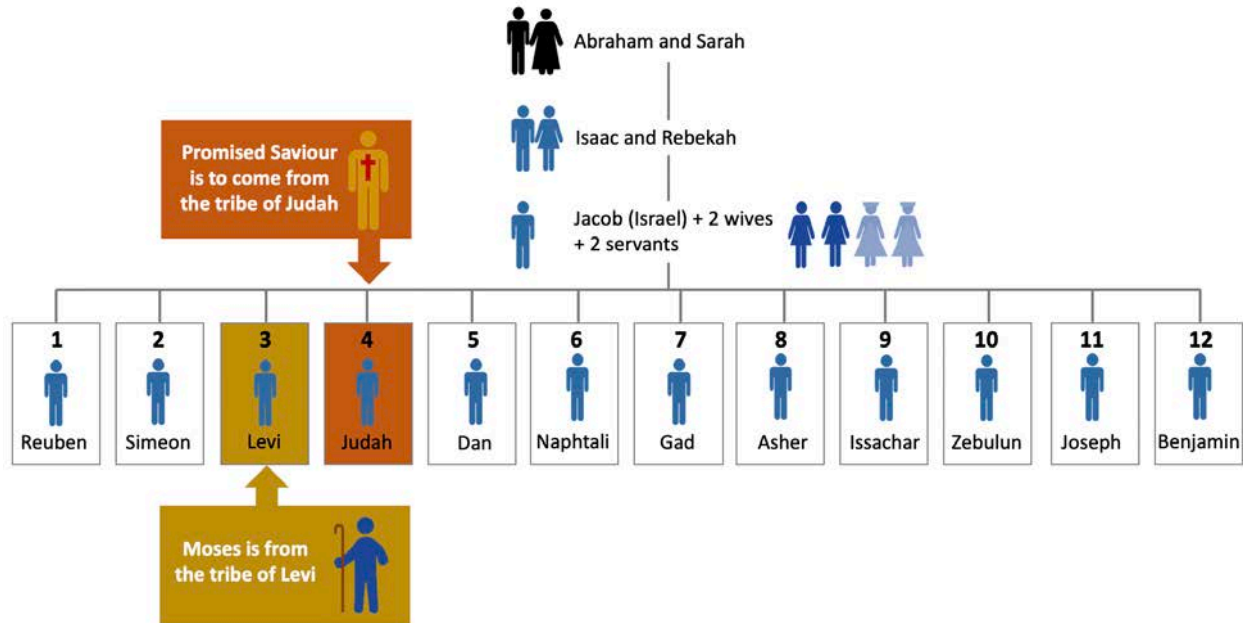 Abraham and Sarah
Isaac and Rebekah
Promised Saviour
is to come from
the tribe of Judah
Jacob (Israel) + 2 wives
+ 2 servants
1
Reuben
2
Simeon
3
Levi
4
Judah
5
Dan
6
Naphtali
7
Gad
8
Asher
9
Issachar
10
Zebulun
11
Joseph
12
Benjamin
Moses is from
the tribe of Levi